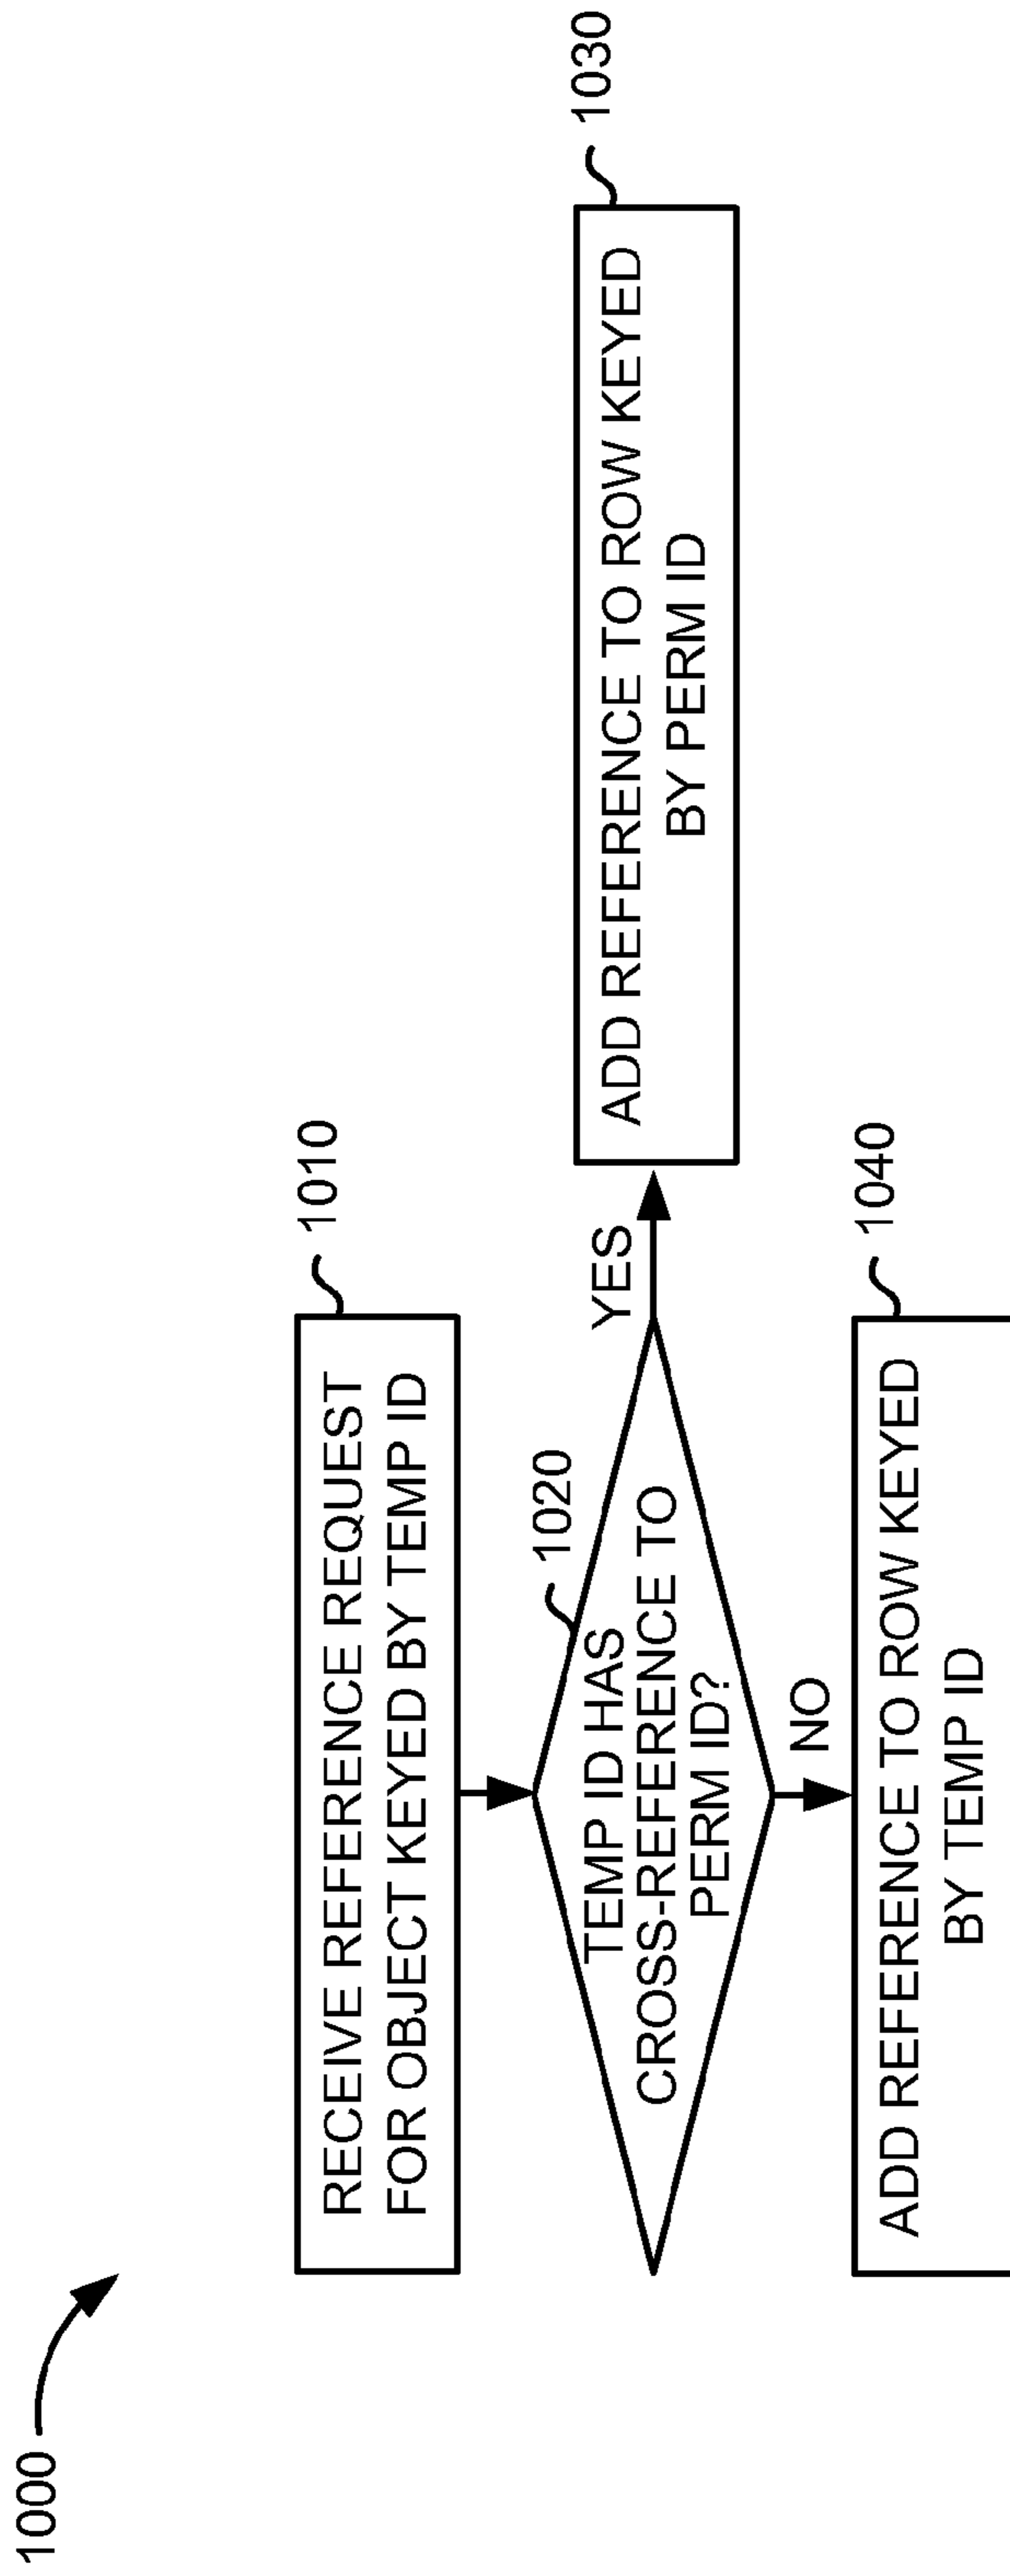 1000
1010
RECEIVE REFERENCE REQUEST
FOR OBJECT KEYED BY TEMP ID
1020
TEMP ID HAS
CROSS-REFERENCE TO
PERM ID?
YES
1030
ADD REFERENCE TO ROW KEYED
BY PERM ID
NO
1040
ADD REFERENCE TO ROW KEYED
BY TEMP ID